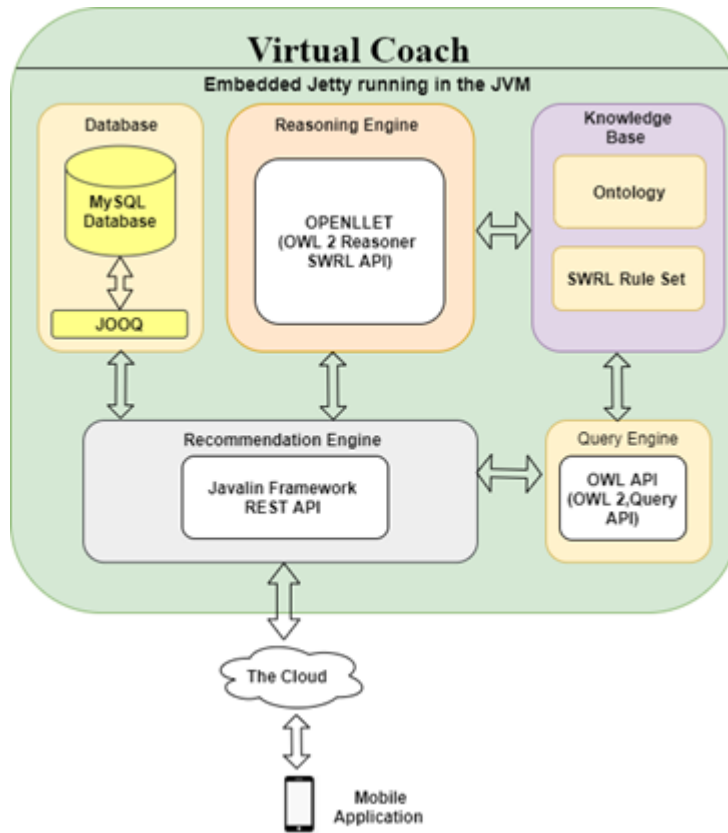 Virtual Coach
Embedded Jetty running in the JVM
Database
MySQL
Database
JOOQ
Reasoning Engine
OPENLLET
(OWL 2 Reasoner
SWRL API)
Knowledge
Base
Ontology
SWRL Rule Set
Recommendation Engine
Javalin Framework
REST API
Query Engine
OWL API
(OWL 2,Query
API)
The Cloud
Mobile
Application